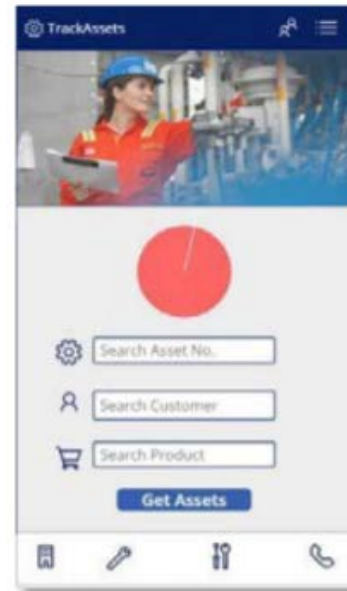 TrackAssets
Search Asset No.
Search Customer
Search Product
Get Assets